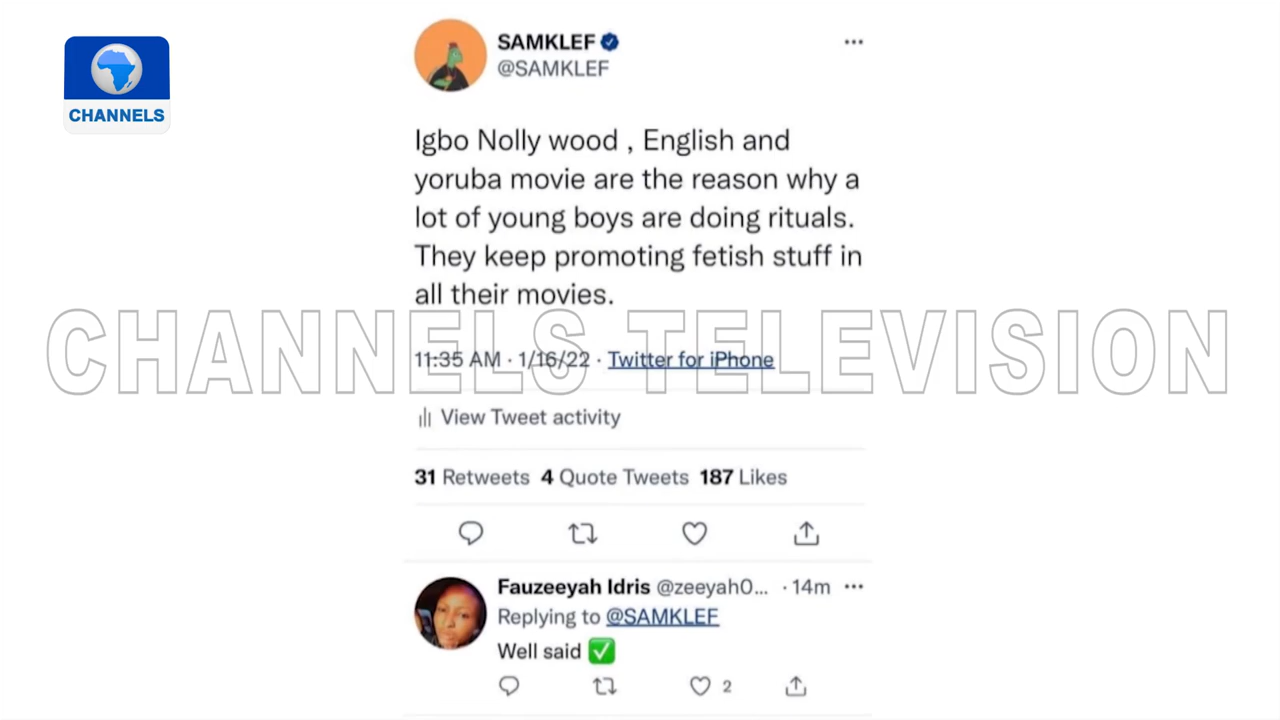 CHANNELS
SAMKLEF
@SAMKLEF
Igbo Nolly wood , English and
yoruba movie are the reason why a
lot of young boys are doing rituals.
They keep promoting fetish stuff in
all their movies.
CHANNELS TELEVISION
11:35 AM · 1/16/22 · Twitter for iPhone
View Tweet activity
31 Retweets 4 Quote Tweets 187 Likes
Fauzeeyah Idris @zeeyahO... · 14m
Replying to @SAMKLEF
Well said ✅
2